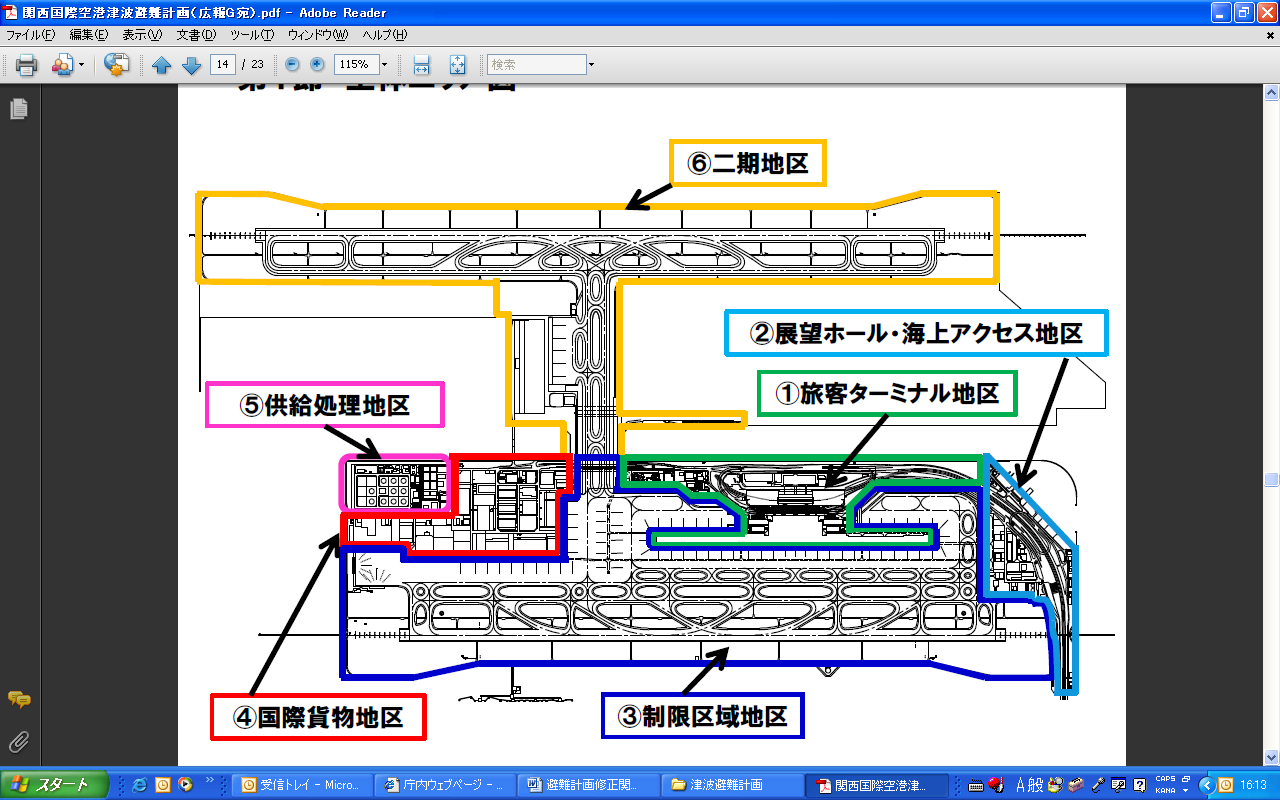 関西国際空港津波避難計画(広報G宛).pdf - Adobe Reader
ファイル(F) 編集(E) 表示(V) 文書(D) ツール(T) ウィンドウ(W) ヘルプ(H)
14 / 23 115% 検索
⑥二期地区
②展望ホール・海上アクセス地区
①旅客ターミナル地区
⑤供給処理地区
④国際貨物地区
③制限区域地区
スタート 受信トレイ - Micro... 庁内ウェブページ - ... 避難計画修正関... 津波避難計画 関西国際空港津... A 般 CAPS KANA 16:13